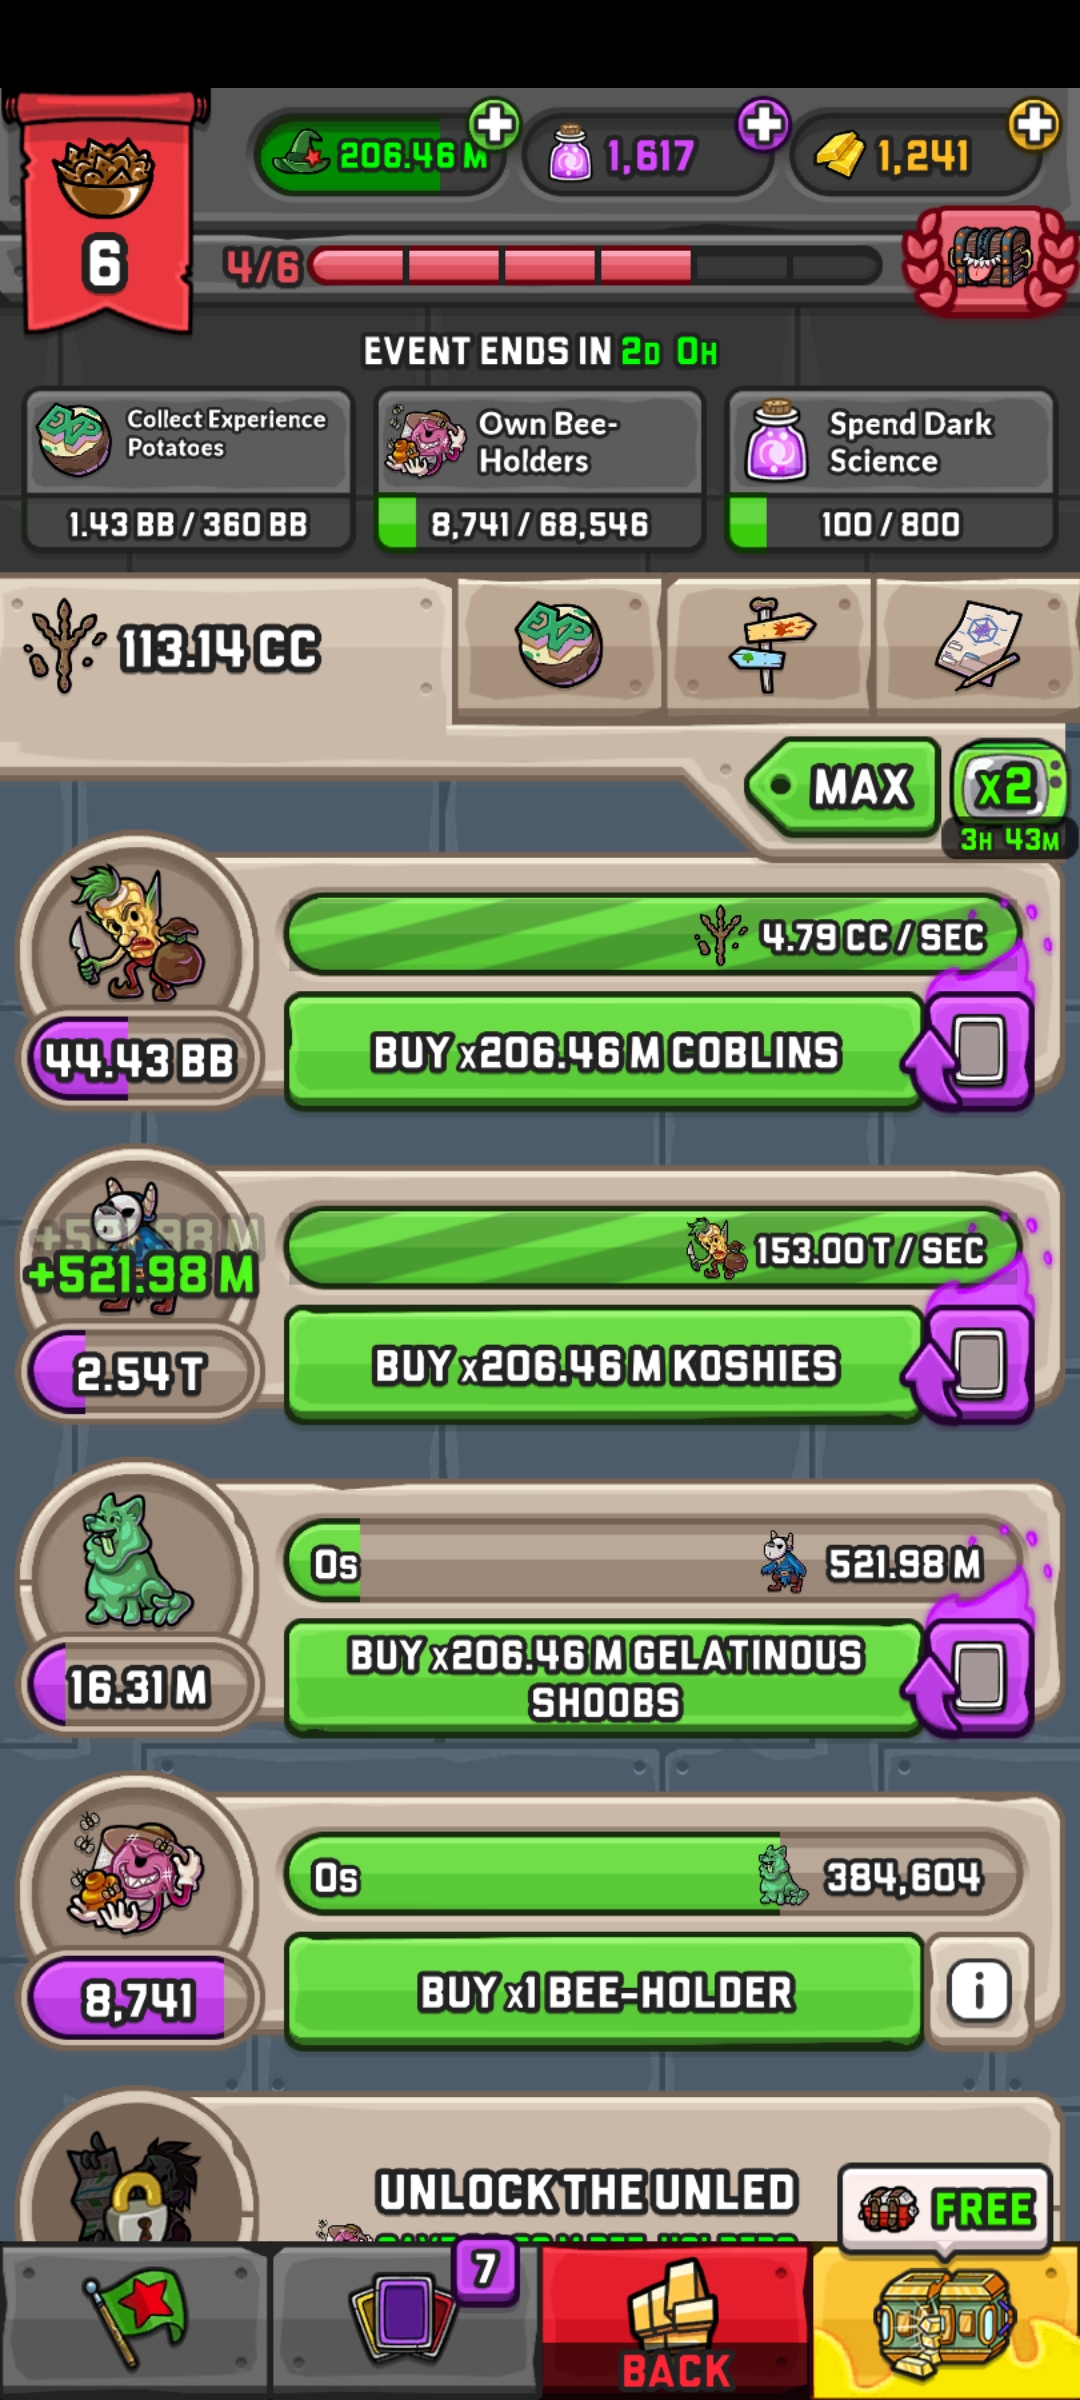 206.46 M
1,617
1,241
6
4/6
EVENT ENDS IN 2D 0H
EXP
Collect Experience
Potatoes
1.43 BB / 360 BB
Own Bee-
Holders
8,741 / 68,546
Spend Dark
Science
100 / 800
113.14 CC
EXP
MAX
x2
3H 43M
4.79 CC / SEC
44.43 BB
BUY x206.46 M COBLINS
+521.98 M
153.00 T / SEC
2.54 T
BUY x206.46 M KOSHIES
0s
521.98 M
16.31 M
BUY x206.46 M GELATINOUS
SHOOBS
0s
384,604
8,741
BUY x1 BEE-HOLDER
i
UNLOCK THE UNLED
FREE
7
BACK